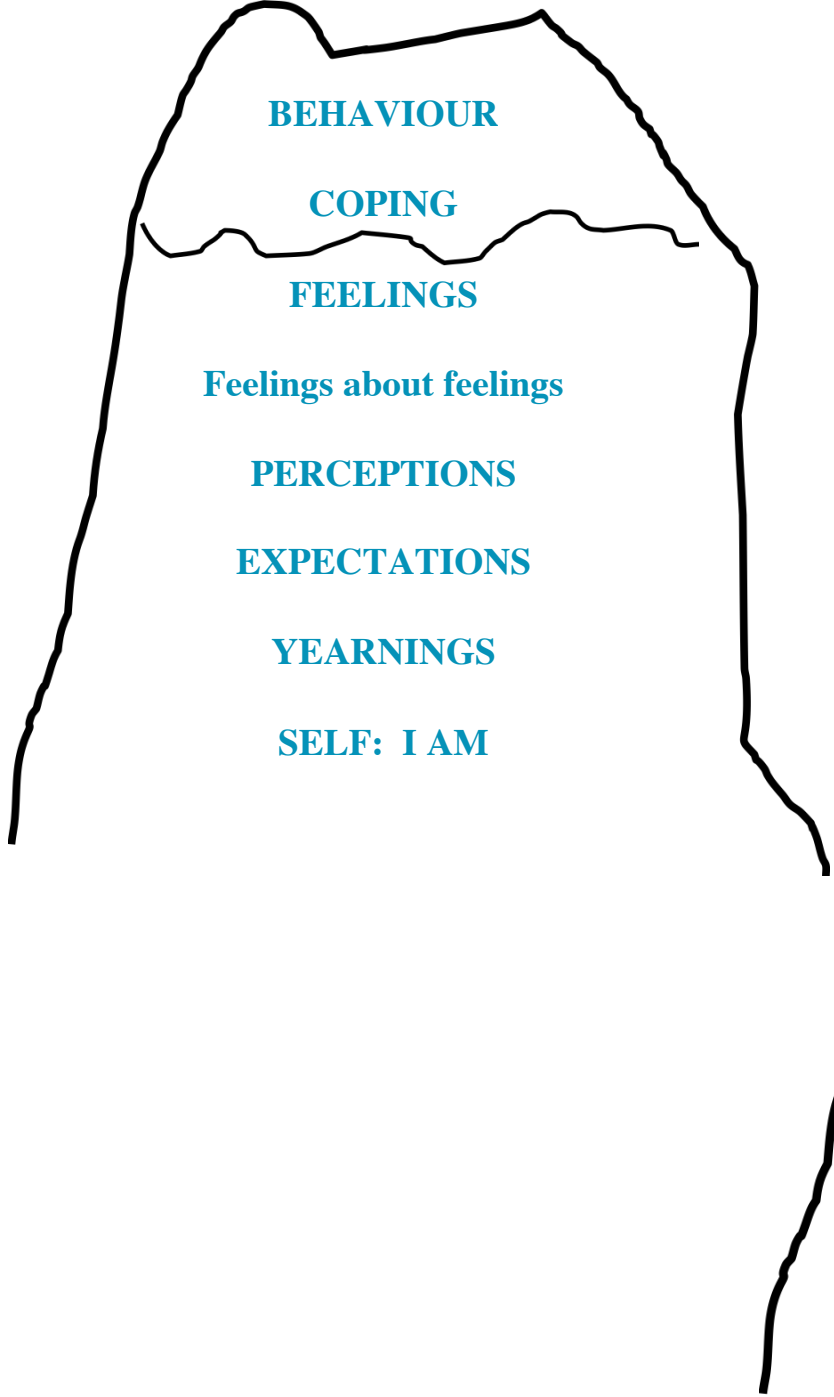 BEHAVIOUR
COPING
FEELINGS
Feelings about feelings
PERCEPTIONS
EXPECTATIONS
YEARNINGS
SELF:  I AM